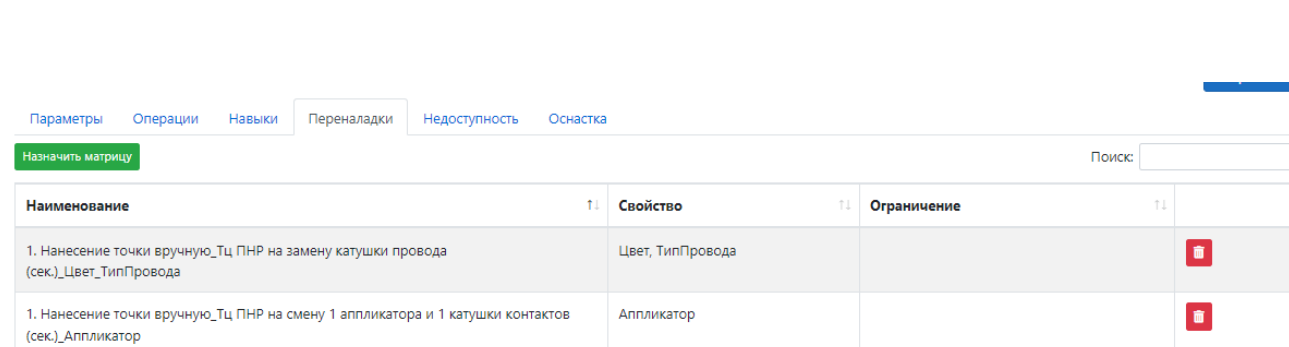 Параметры Операции Навыки Переналадки Недоступность Оснастка
Назначить матрицу Поиск:
Наименование Свойство Ограничение
1. Нанесение точки вручную_Тц ПНР на замену катушки провода Цвет, ТипПровода
(сек.)_Цвет_ТипПровода
1. Нанесение точки вручную_Тц ПНР на смену 1 аппликатора и 1 катушки контактов Аппликатор
(сек.)_Аппликатор